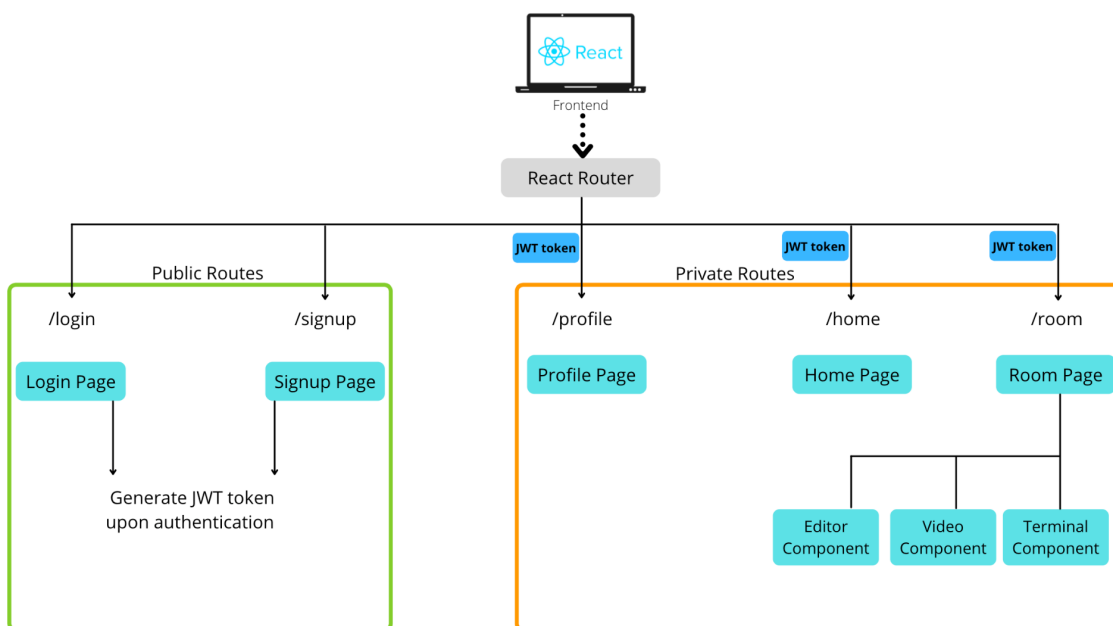 React
Frontend
React Router
JWT token
JWT token
JWT token
Public Routes
Private Routes
/login
/signup
/profile
/home
/room
Login Page
Signup Page
Profile Page
Home Page
Room Page
Generate JWT token
upon authentication
Editor
Component
Video
Component
Terminal
Component